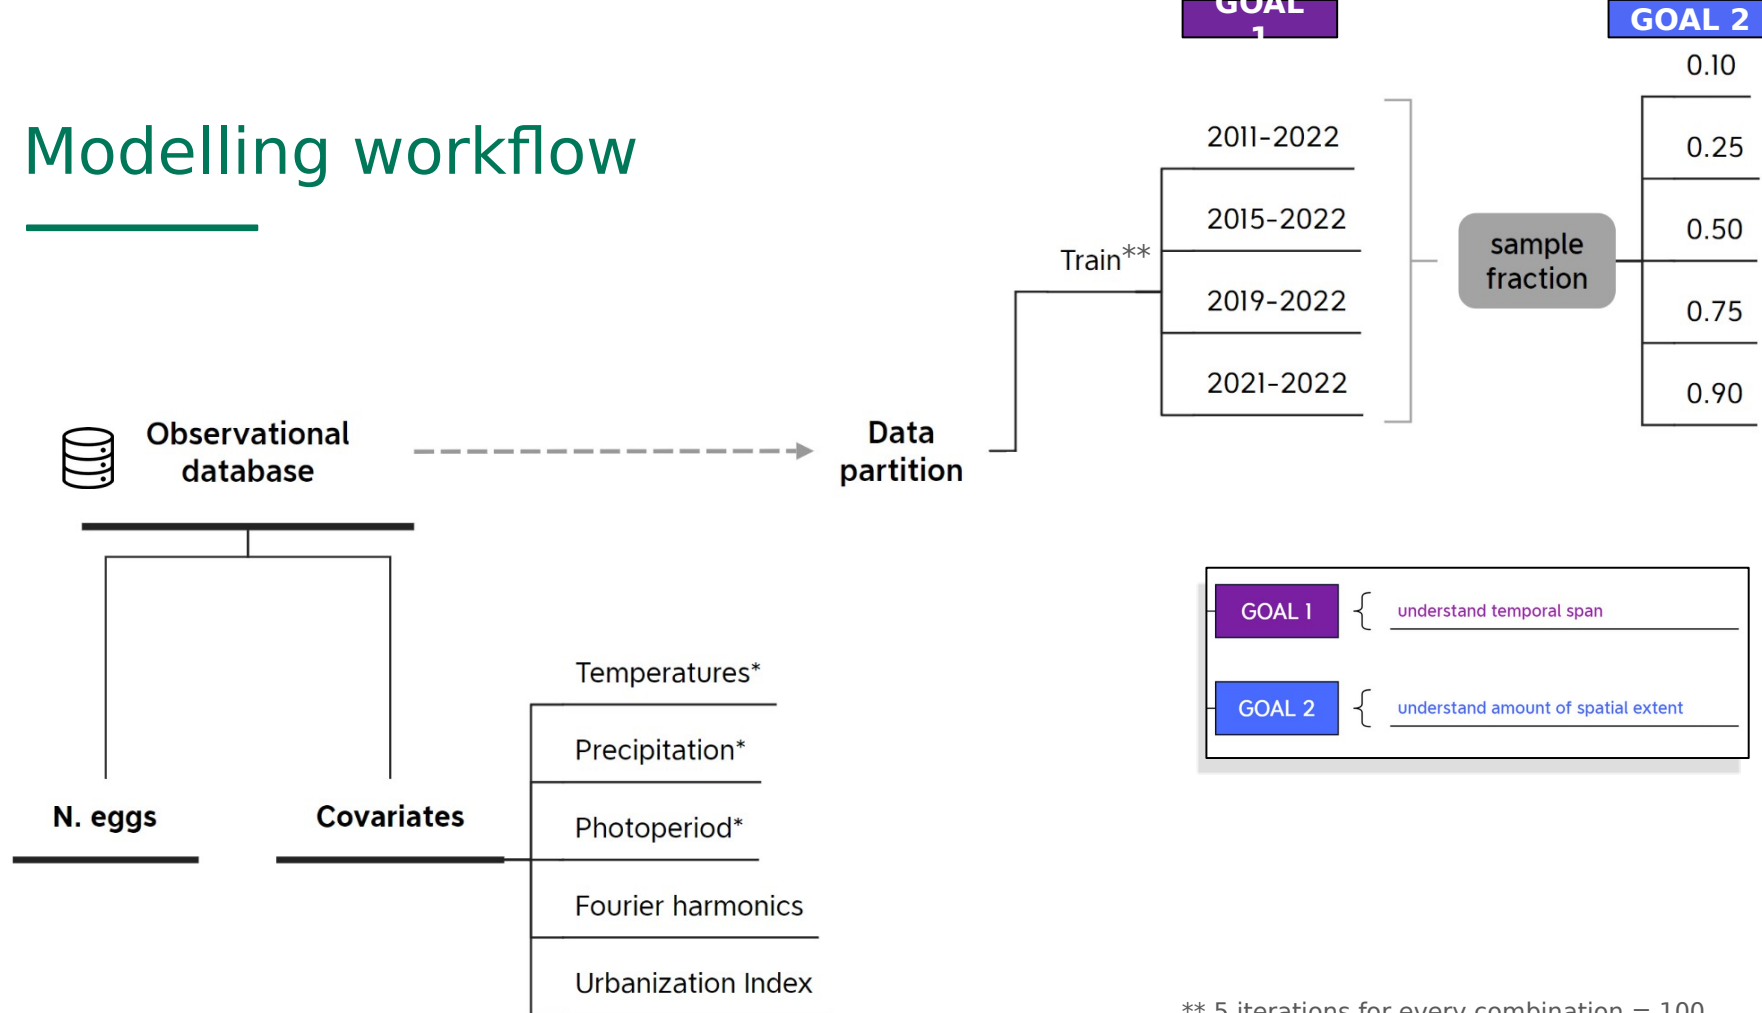 GOAL
1
GOAL 2
Modelling workflow
Train**
2011-2022
2015-2022
2019-2022
2021-2022
sample
fraction
0.10
0.25
0.50
0.75
0.90
Observational
database
Data
partition
N. eggs
Covariates
Temperatures*
Precipitation*
Photoperiod*
Fourier harmonics
Urbanization Index
GOAL 1
understand temporal span
GOAL 2
understand amount of spatial extent
** 5 iterations for every combination = 100